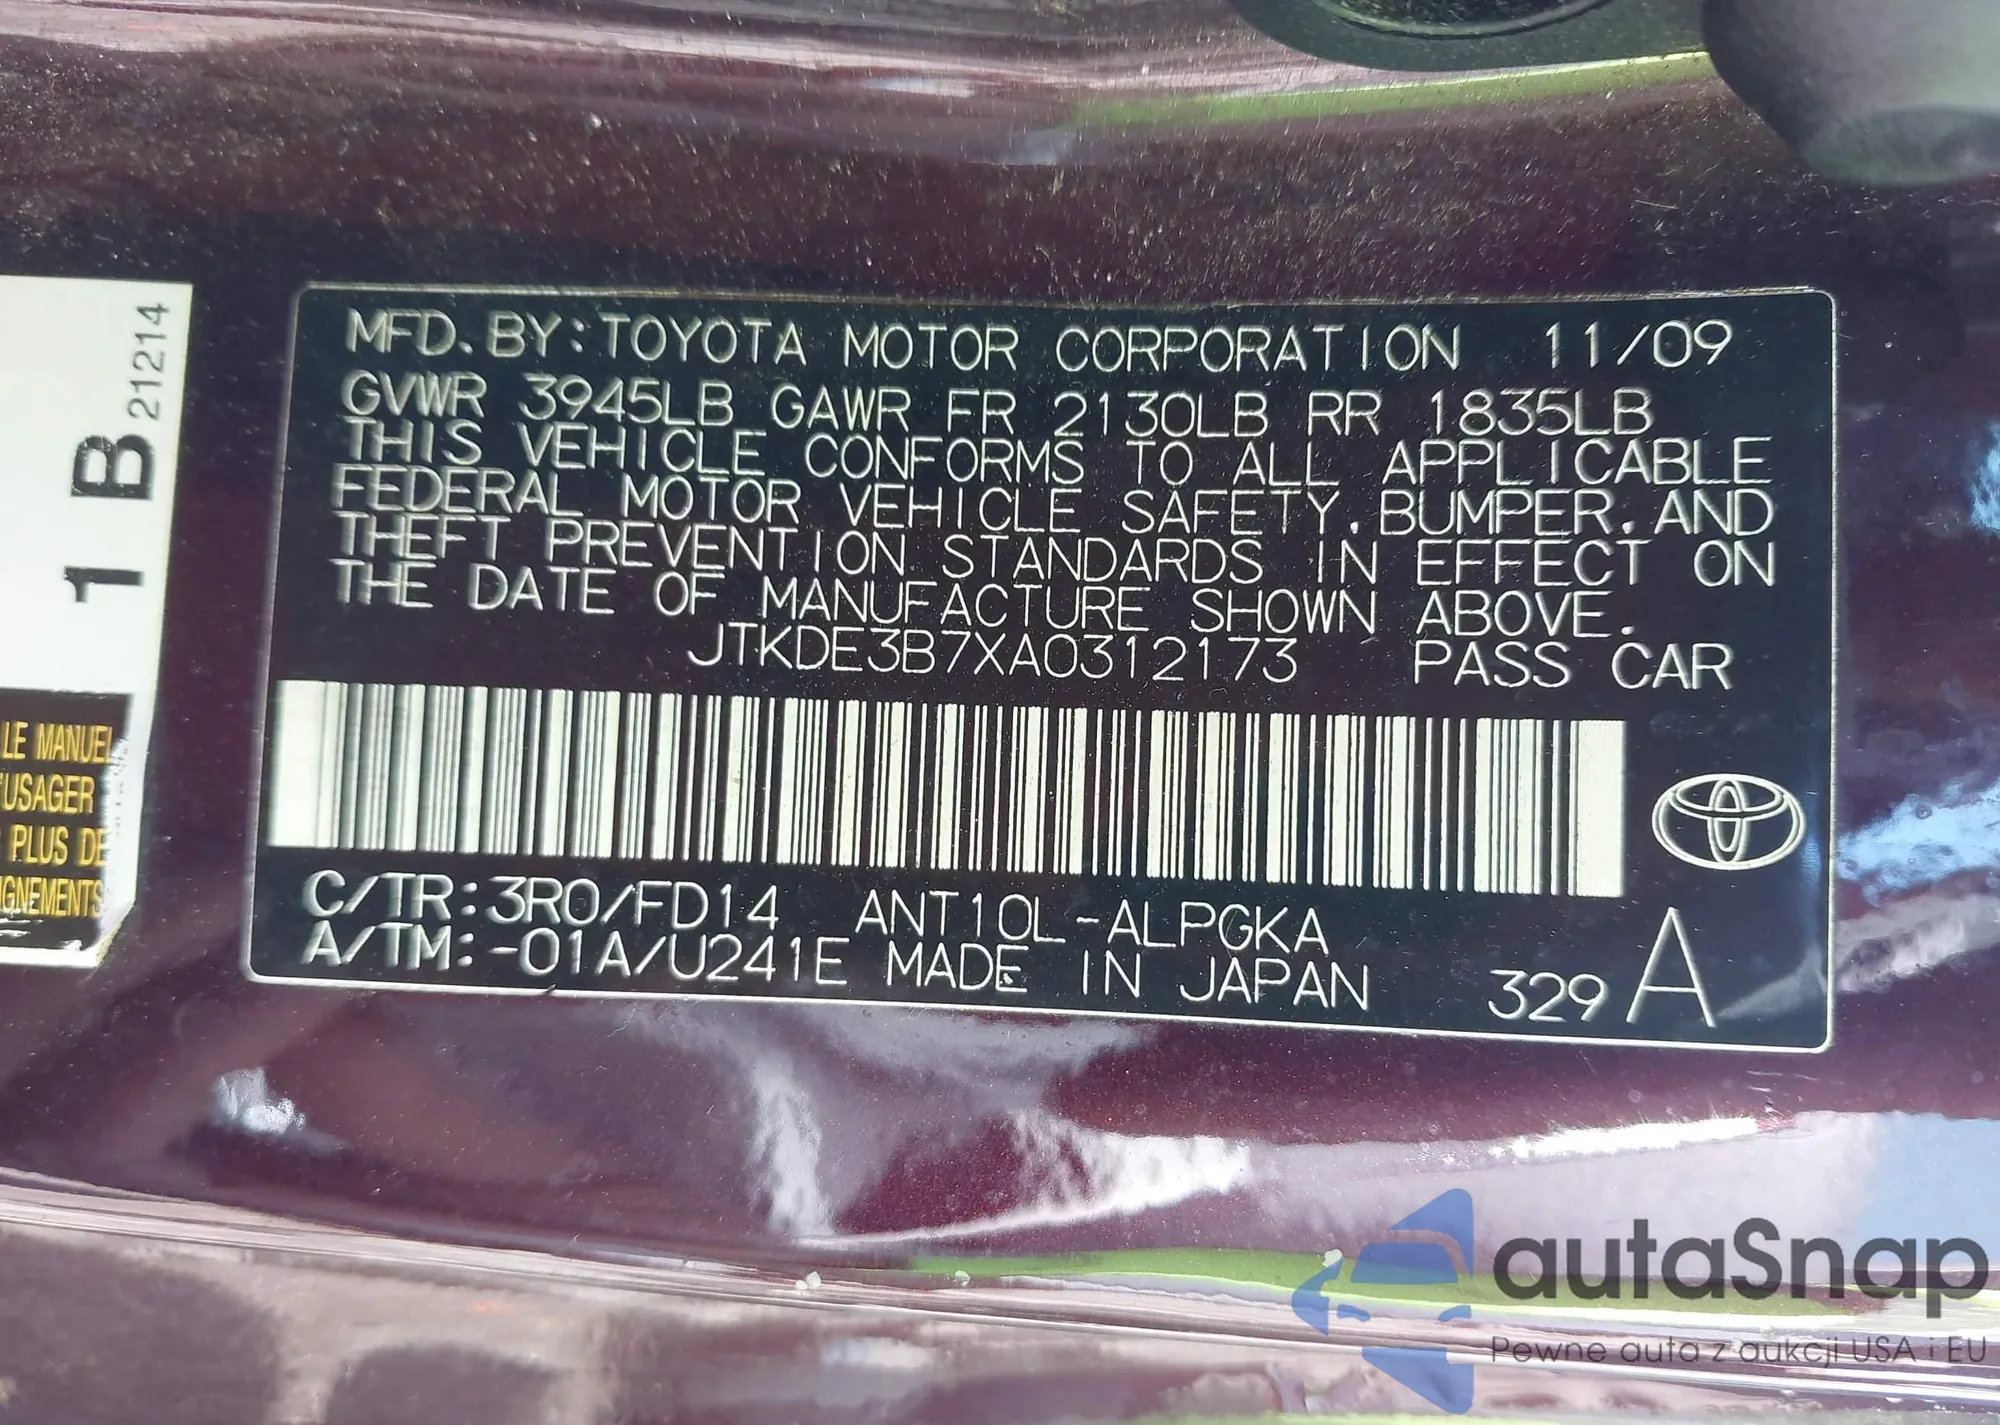 MFD. BY: TOYOTA MOTOR CORPORATION 11/09
GVWR 3945LB GAWR FR 2130LB RR 1835LB
THIS VEHICLE CONFORMS TO ALL APPLICABLE
FEDERAL MOTOR VEHICLE SAFETY, BUMPER, AND
THEFT PREVENTION STANDARDS IN EFFECT ON
THE DATE OF MANUFACTURE SHOWN ABOVE.
JTKDE3B7XA0312173 PASS CAR
C/TR: 3R0/FD14 ANT10L-ALPGKA
A/TM: -01A/U241E MADE IN JAPAN 329 A
1 B 21214
LE MANUEL
'USAGER
PLUS DE
IGNEMENTS
autaSnap
Pewne auta z aukcji USA i EU